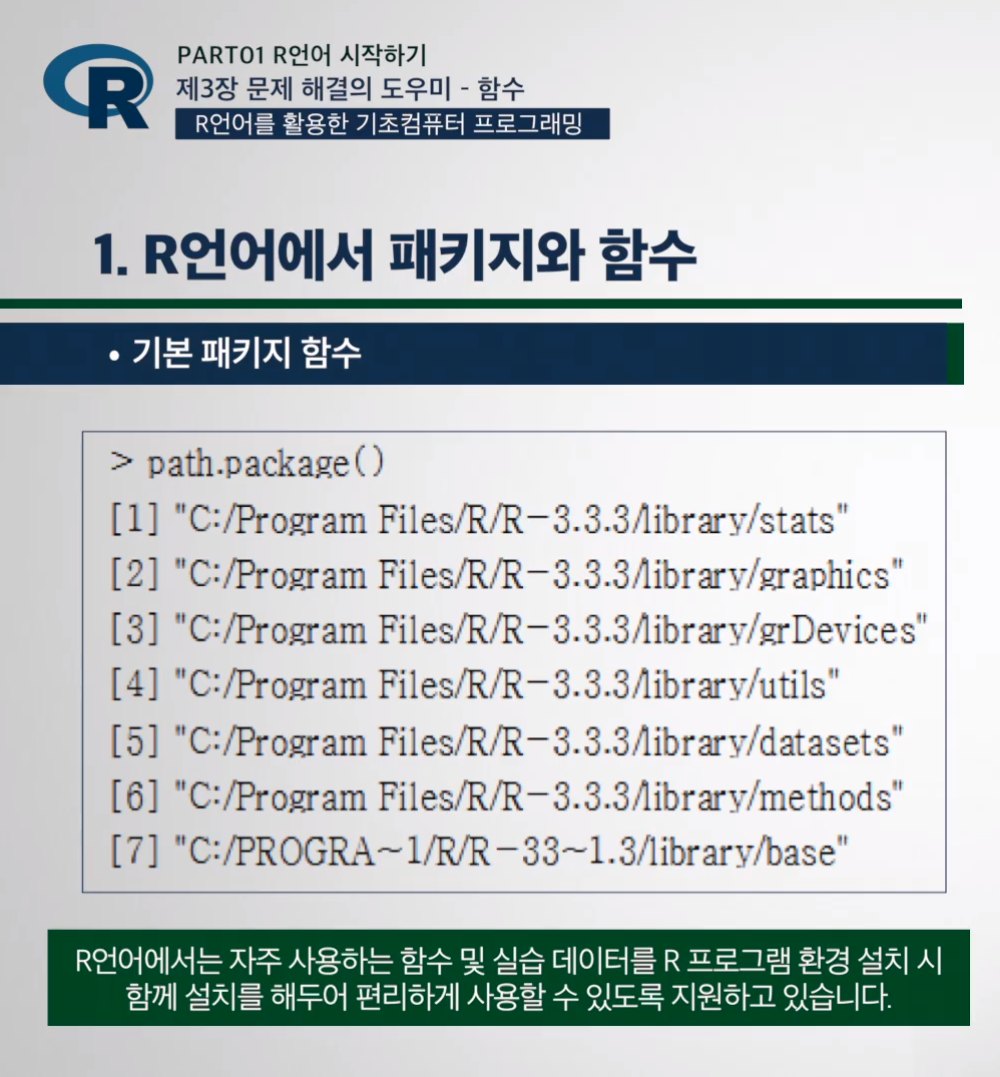 R
PART01 R언어 시작하기
제3장 문제 해결의 도우미 - 함수
R언어를 활용한 기초컴퓨터 프로그래밍
1. R언어에서 패키지와 함수
• 기본 패키지 함수
> path.package()
[1] "C:/Program Files/R/R-3.3.3/library/stats"
[2] "C:/Program Files/R/R-3.3.3/library/graphics"
[3] "C:/Program Files/R/R-3.3.3/library/grDevices"
[4] "C:/Program Files/R/R-3.3.3/library/utils"
[5] "C:/Program Files/R/R-3.3.3/library/datasets"
[6] "C:/Program Files/R/R-3.3.3/library/methods"
[7] "C:/PROGRA~1/R/R-33~1.3/library/base"
R언어에서는 자주 사용하는 함수 및 실습 데이터를 R 프로그램 환경 설치 시
함께 설치를 해두어 편리하게 사용할 수 있도록 지원하고 있습니다.